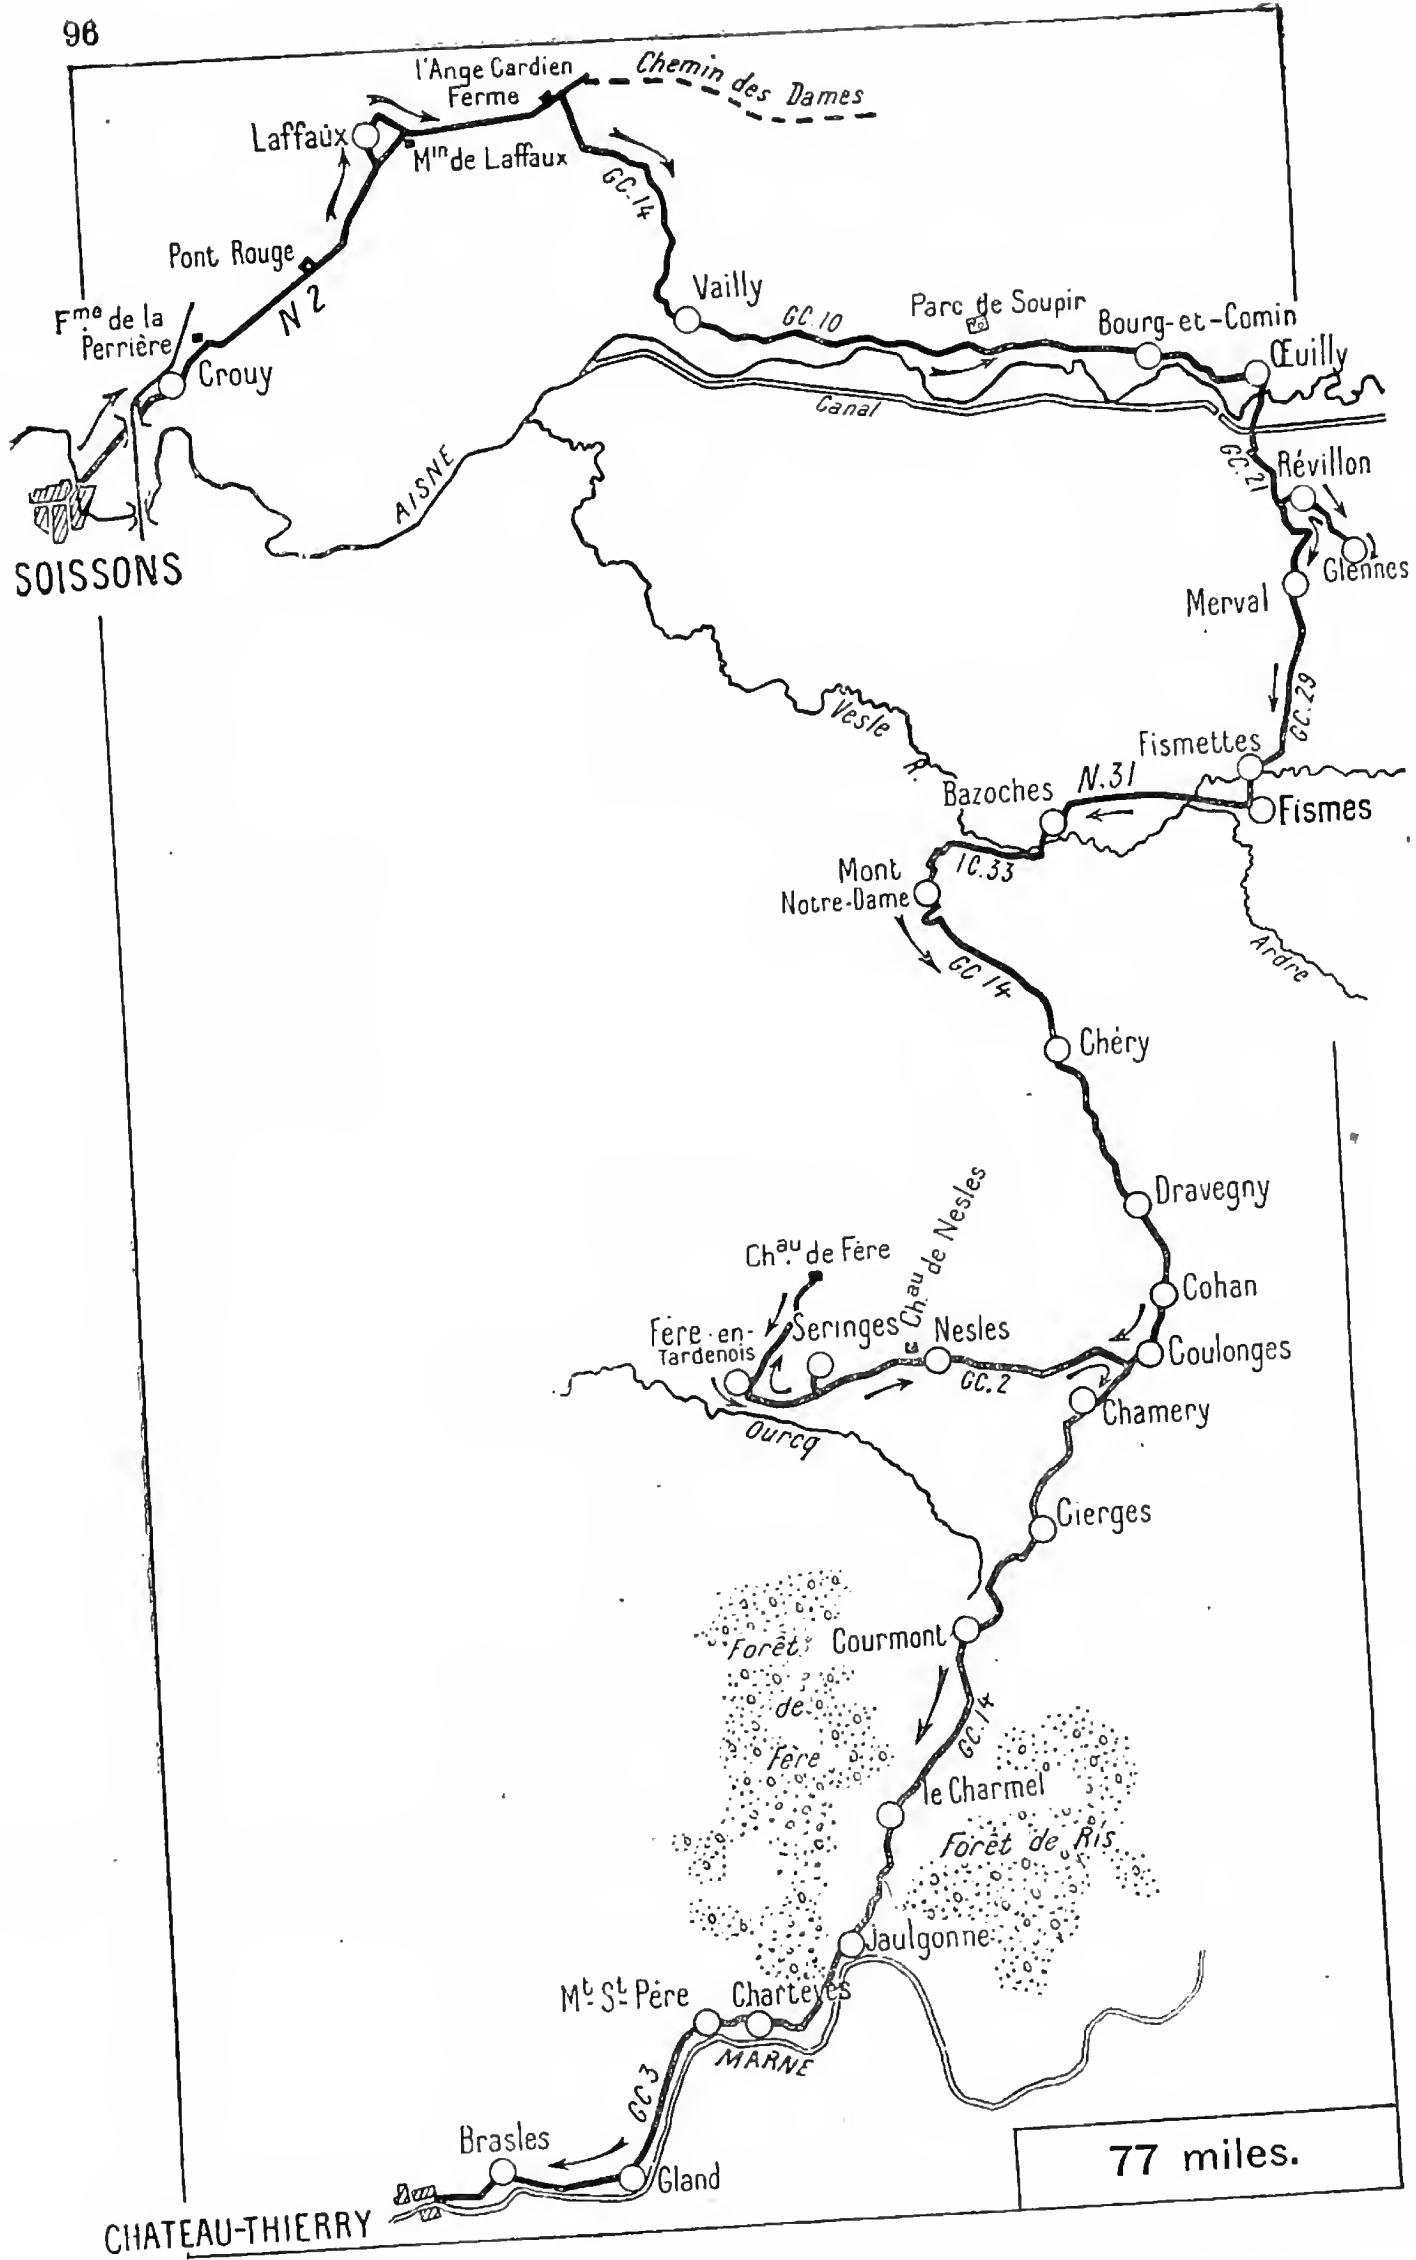 96
l'Ange Gardien
Ferme
Chemin des Dames
Laffaux
Min de Laffaux
GC.14
Pont Rouge
N 2
Fme de la
Perrière
Crouy
Vailly
GC.10
Parc de Soupir
Bourg-et-Comin
Œuilly
Canal
AISNE
SOISSONS
GC.21
Révillon
Glennes
Merval
GC.29
Vesle R.
Fismettes
Bazoches
N.31
Fismes
IC.33
Mont
Notre-Dame
GC 14
Ardre
Chéry
Dravegny
Chau de Nesles
Chau de Fère
Cohan
Fère-en-
Tardenois
Seringes
Nesles
Coulonges
GC.2
Chamery
Ourcq
Cierges
Forêt
de
Fère
Courmont
GC.14
le Charmel
Forêt de Ris
Jaulgonne
Mt St Père
Chartèves
MARNE
GC 3
Brasles
Gland
CHATEAU-THIERRY
77 miles.